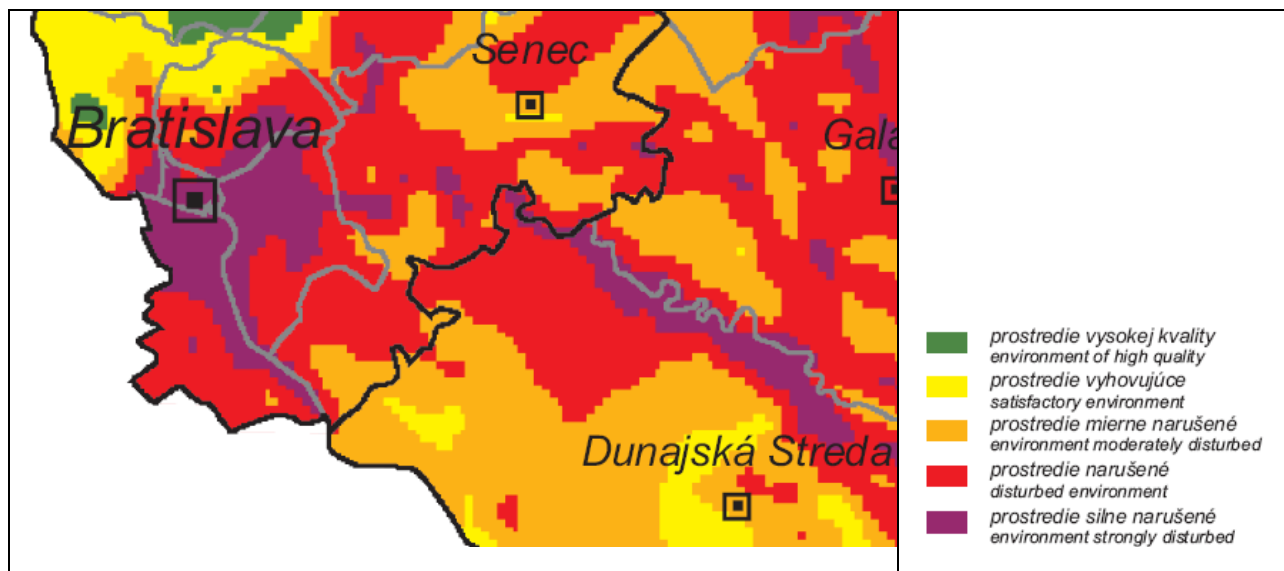 Senec
Bratislava
Gala
Dunajská Streda
prostredie vysokej kvality
environment of high quality
prostredie vyhovujúce
satisfactory environment
prostredie mierne narušené
environment moderately disturbed
prostredie narušené
disturbed environment
prostredie silne narušené
environment strongly disturbed